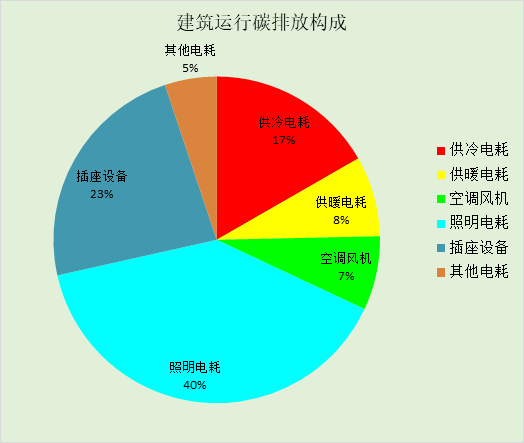 建筑运行碳排放构成
其他电耗
5%
供冷电耗
17%
供暖电耗
8%
空调风机
7%
照明电耗
40%
插座设备
23%
供冷电耗
供暖电耗
空调风机
照明电耗
插座设备
其他电耗